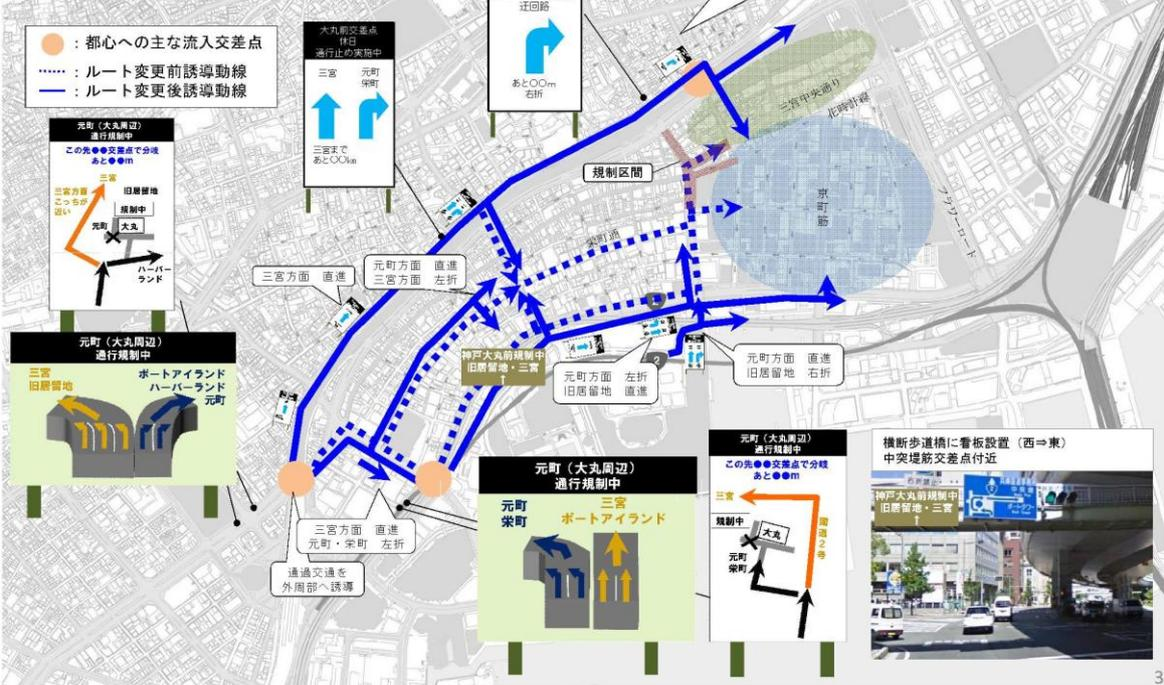 ：都心への主な流入交差点
：ルート変更前誘導動線
：ルート変更後誘導動線
大丸前交差点
休日
通行止め実施中
三宮
元町
栄町
三宮まで
あと〇〇km
迂回路
あと〇〇m
右折
元町（大丸周辺）
通行規制中
この先●●交差点で分岐
あと●●m
三宮
三宮方面
こっちが
近い
旧居留地
規制中
元町
大丸
ハーバー
ランド
三宮中央通り
花時計線
規制区間
京町筋
フラワーロード
栄町通
三宮方面 直進
元町方面 直進
三宮方面 左折
元町（大丸周辺）
通行規制中
三宮
旧居留地
ポートアイランド
ハーバーランド
元町
神戸大丸前規制中
旧居留地・三宮
↑
2
2
元町方面 左折
旧居留地 直進
元町方面 直進
旧居留地 右折
三宮方面 直進
元町・栄町 左折
通過交通を
外周部へ誘導
元町（大丸周辺）
通行規制中
元町
栄町
三宮
ポートアイランド
元町（大丸周辺）
通行規制中
この先●●交差点で分岐
あと●●m
三宮
規制中
大丸
元町
栄町
国道2号
横断歩道橋に看板設置（西⇒東）
中突堤筋交差点付近
神戸大丸前規制中
旧居留地・三宮
↑
3